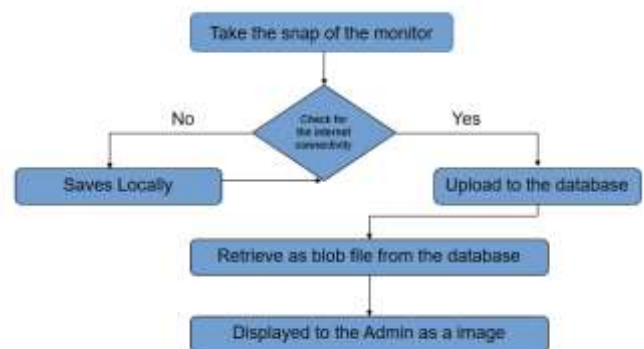 Take the snap of the monitor
No
Check for
the internet
connectivity
Yes
Saves Locally
Upload to the database
Retrieve as blob file from the database
Displayed to the Admin as a image